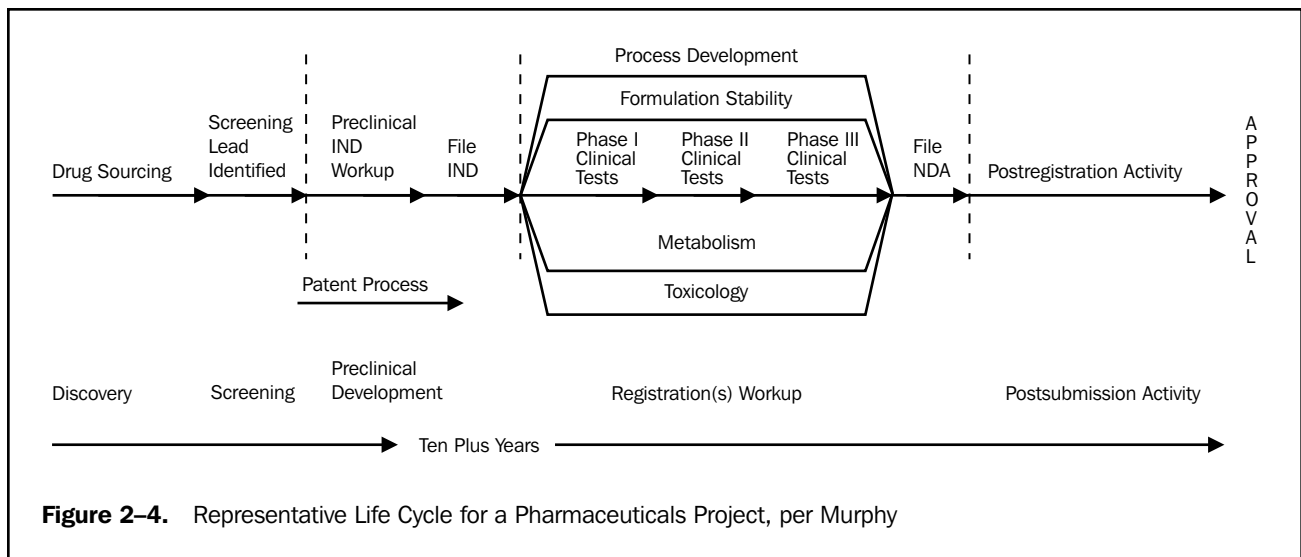 Process Development
Formulation Stability
Drug Sourcing
Screening
Lead
Identified
Preclinical
IND
Workup
File
IND
Phase I
Clinical
Tests
Phase II
Clinical
Tests
Phase III
Clinical
Tests
File
NDA
Postregistration Activity
A
P
P
R
O
V
A
L
Metabolism
Toxicology
Patent Process
Discovery
Screening
Preclinical
Development
Registration(s) Workup
Postsubmission Activity
Ten Plus Years
Figure 2–4. Representative Life Cycle for a Pharmaceuticals Project, per Murphy